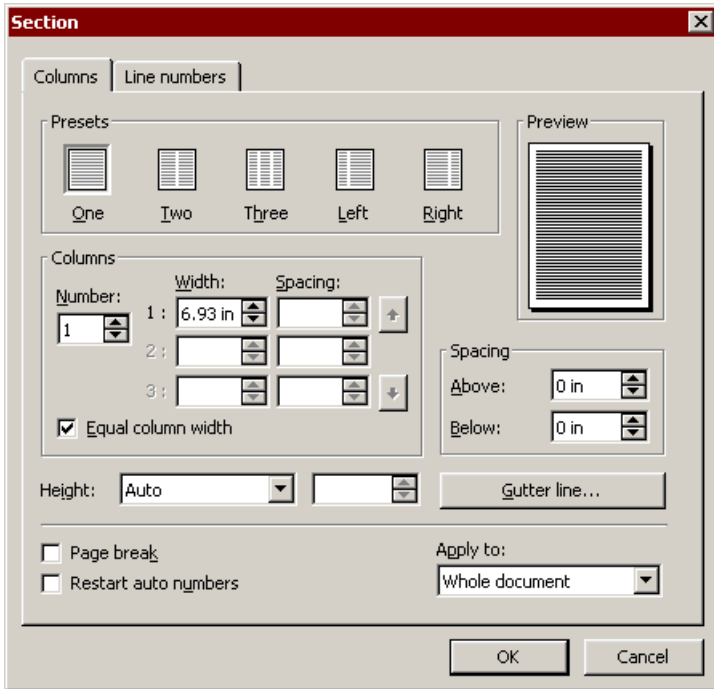 Section
Columns Line numbers
Presets
One Two Three Left Right
Preview
Columns
Number: Width: Spacing:
1 1 : 6.93 in
2 :
3 :
Equal column width
Spacing
Above: 0 in
Below: 0 in
Height: Auto
Gutter line...
Page break
Restart auto numbers
Apply to:
Whole document
OK Cancel